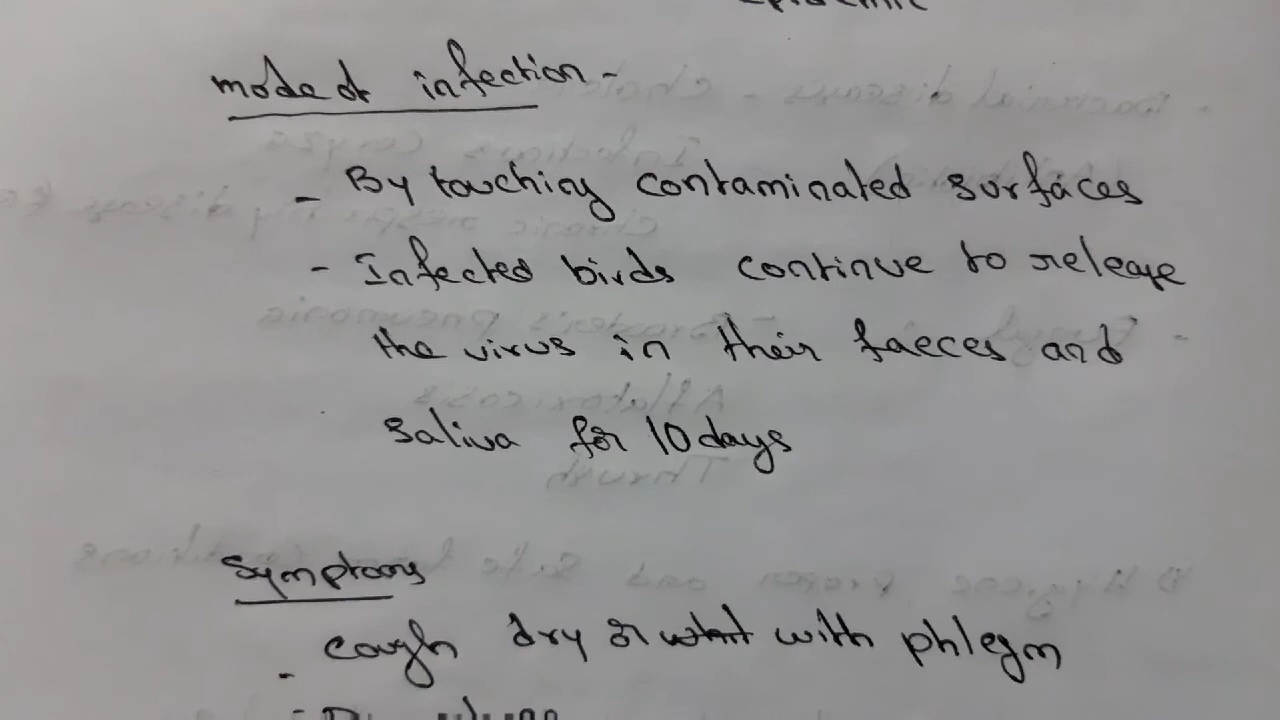 mode of infection -
- By touching contaminated surfaces
- Infected birds continue to release
the virus in their faeces and
saliva for 10 days
Symptoms
- cough dry or with phlegm